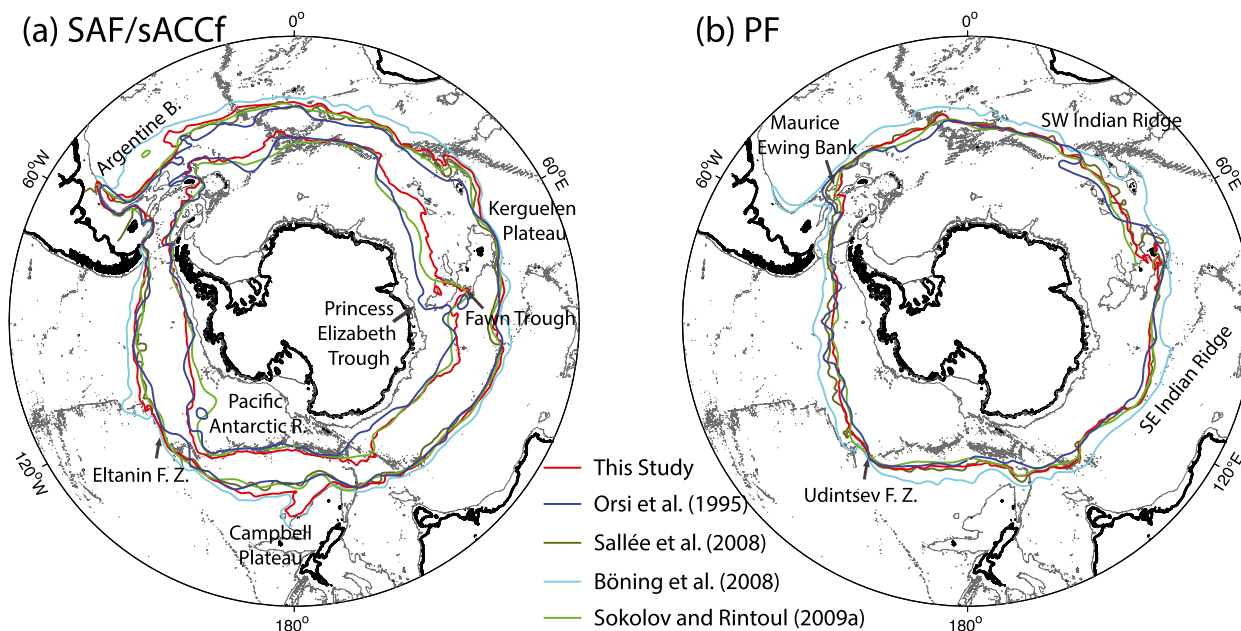 (a) SAF/sACCf
0°
Argentine B.
60°W
60°E
Kerguelen
Plateau
Princess
Elizabeth
Trough
Fawn Trough
Pacific
Antarctic R.
Eltanin F. Z.
120°W
Campbell
Plateau
180°
This Study
Orsi et al. (1995)
Sallée et al. (2008)
Böning et al. (2008)
Sokolov and Rintoul (2009a)
(b) PF
0°
Maurice
Ewing Bank
SW Indian Ridge
60°W
60°E
SE Indian Ridge
Udintsev F. Z.
120°E
180°